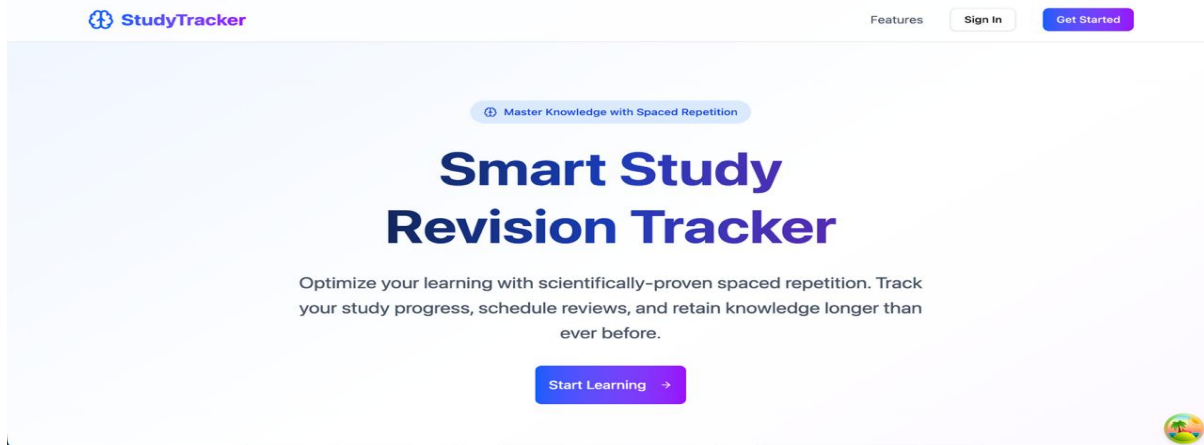 StudyTracker
Features
Sign In
Get Started
Master Knowledge with Spaced Repetition
Smart Study
Revision Tracker
Optimize your learning with scientifically-proven spaced repetition. Track
your study progress, schedule reviews, and retain knowledge longer than
ever before.
Start Learning →